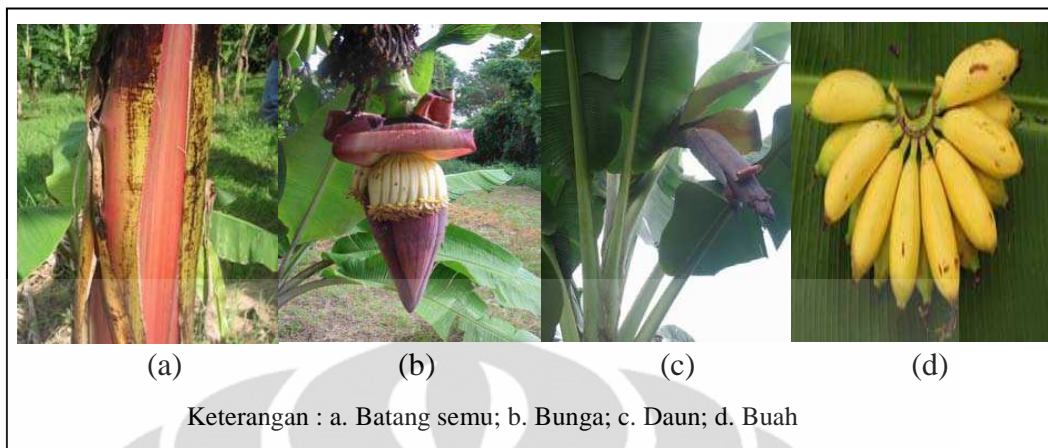 (a) (b) (c) (d)
Keterangan : a. Batang semu; b. Bunga; c. Daun; d. Buah